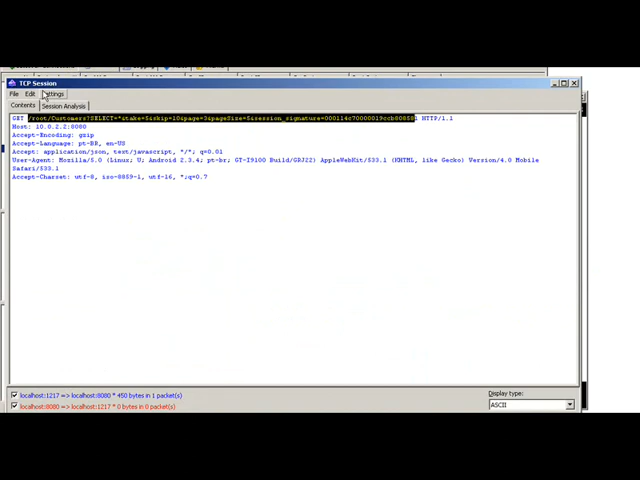 TCP Session
File Edit Settings
Contents Session Analysis
GET /root/Customers?SELECT=*&take=&skip=10&page=3&pageSize=&session_signature=000114c70000019ccb808581 HTTP/1.1
Host: 10.0.2.2:8080
Accept-Encoding: gzip
Accept-Language: pt-BR, en-US
Accept: application/json, text/javascript, */*; q=0.01
User-Agent: Mozilla/5.0 (Linux; U; Android 2.3.4; pt-br; GT-I9100 Build/GRJ22) AppleWebKit/533.1 (KHTML, like Gecko) Version/4.0 Mobile
Safari/533.1
Accept-Charset: utf-8, iso-8859-1, utf-16, *;q=0.7
localhost:1217 => localhost:8080 * 450 bytes in 1 packet(s)
localhost:8080 => localhost:1217 * 0 bytes in 0 packet(s)
Display type:
ASCII